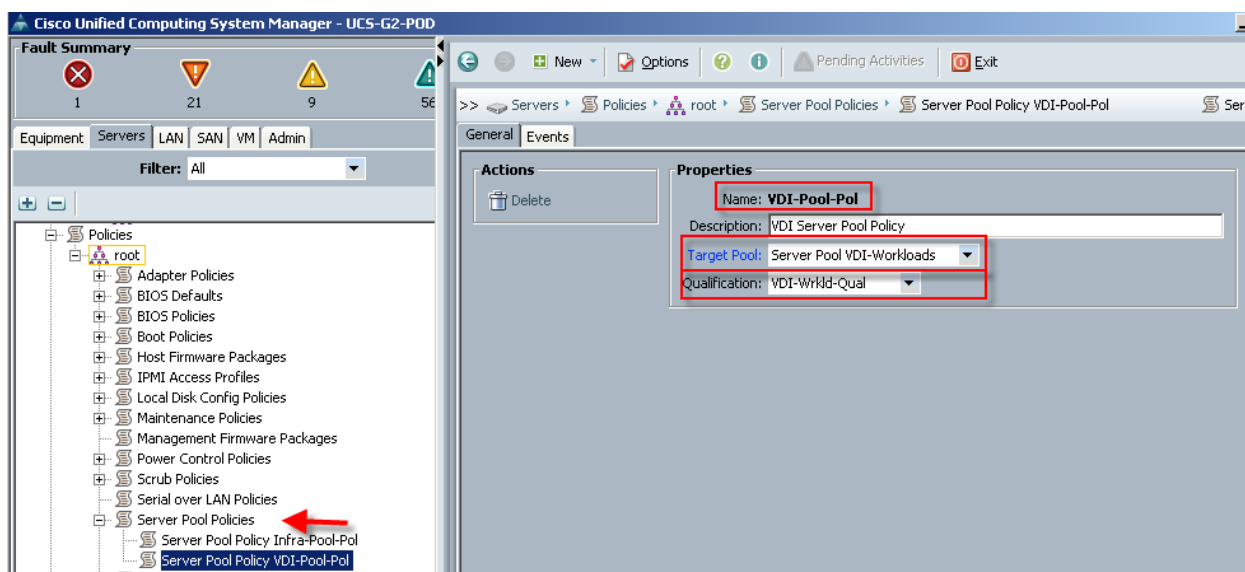 Cisco Unified Computing System Manager - UCS-G2-POD
Fault Summary
1 21 9 56
Equipment Servers LAN SAN VM Admin
Filter: All
Policies
root
Adapter Policies
BIOS Defaults
BIOS Policies
Boot Policies
Host Firmware Packages
IPMI Access Profiles
Local Disk Config Policies
Maintenance Policies
Management Firmware Packages
Power Control Policies
Scrub Policies
Serial over LAN Policies
Server Pool Policies
Server Pool Policy Infra-Pool-Pol
Server Pool Policy VDI-Pool-Pol
New Options Pending Activities Exit
>> Servers Policies root Server Pool Policies Server Pool Policy VDI-Pool-Pol Ser
General Events
Actions
Delete
Properties
Name: VDI-Pool-Pol
Description: VDI Server Pool Policy
Target Pool: Server Pool VDI-Workloads
Qualification: VDI-Wrkld-Qual